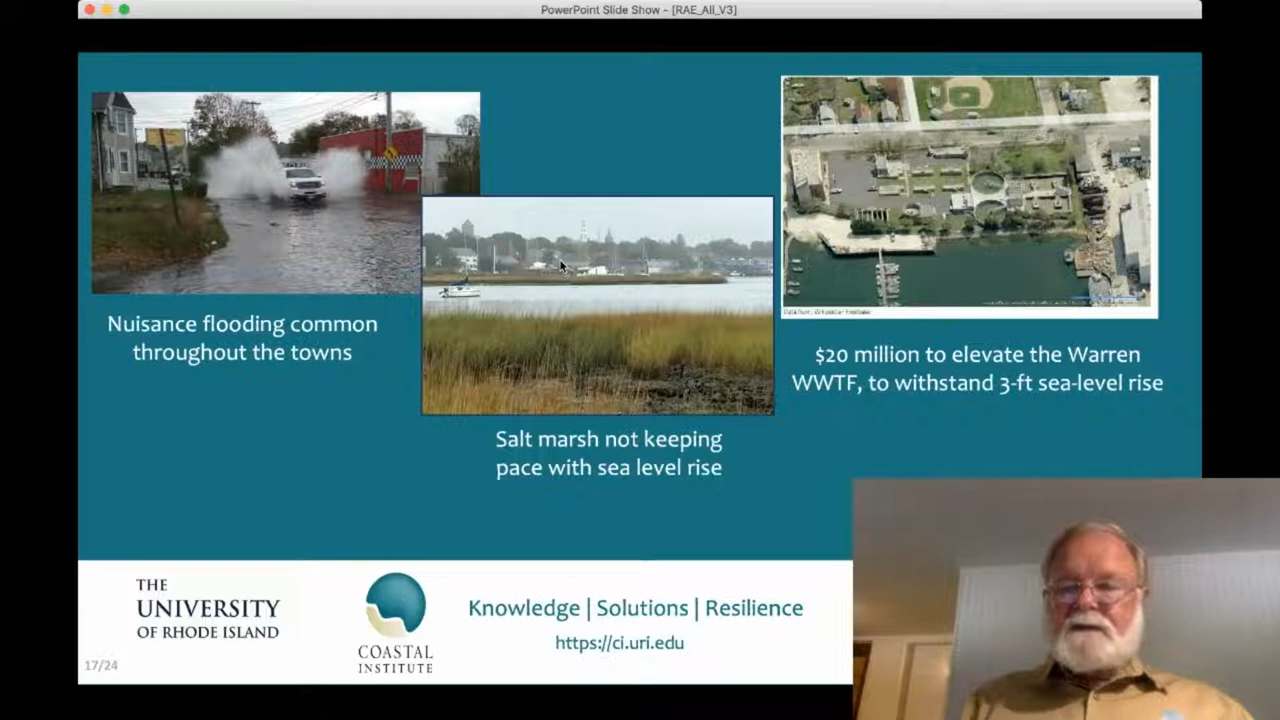 PowerPoint Slide Show - [RAE_All_V3]
Nuisance flooding common
throughout the towns
Salt marsh not keeping
pace with sea level rise
$20 million to elevate the Warren
WWTF, to withstand 3-ft sea-level rise
THE
UNIVERSITY
OF RHODE ISLAND
COASTAL
INSTITUTE
Knowledge | Solutions | Resilience
https://ci.uri.edu
17/24